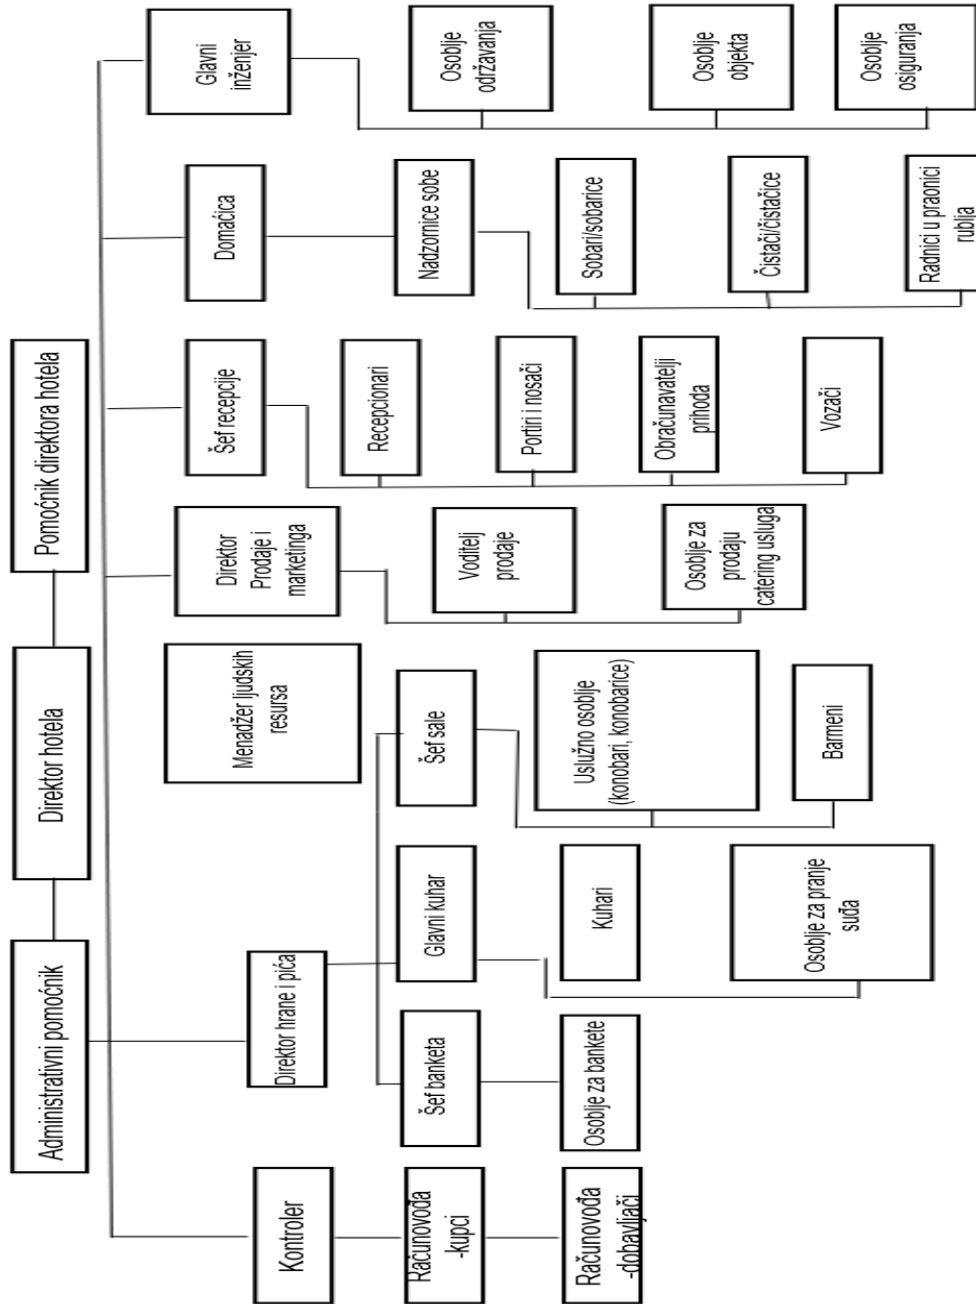 Administrativni pomoćnik
Direktor hotela
Pomoćnik direktora hotela
Kontroler
Direktor hrane i pića
Menadžer ljudskih
resursa
Direktor
Prodaje i
marketinga
Šef recepcije
Domaćica
Glavni
inženjer
Računovođa
-kupci
Šef banketa
Glavni kuhar
Šef sale
Voditelj
prodaje
Recepcionari
Nadzornice sobe
Osoblje
održavanja
Računovođa
-dobavljači
Osoblje za bankete
Kuhari
Uslužno osoblje
(konobari, konobarice)
Osoblje za
prodaju
catering usluga
Portiri i nosači
Sobari/sobarice
Osoblje
objekta
Osoblje za pranje
suđa
Barmeni
Obračunavatelji
prihoda
Čistači/čistačice
Osoblje
osiguranja
Vozači
Radnici u praonici
rublja